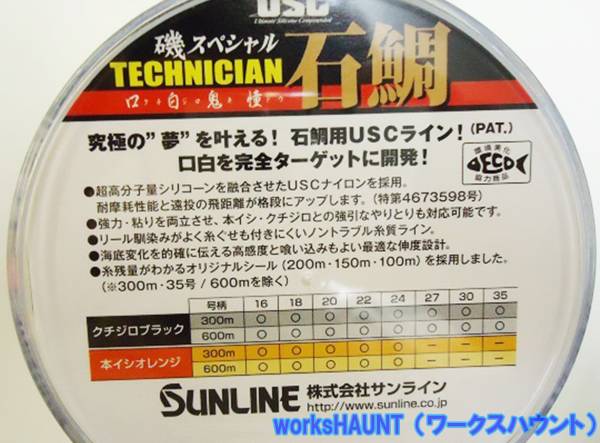 USC
Ultimate Silicone Compounded
磯スペシャル
TECHNICIAN 石鯛
口白鬼憧
究極の”夢”を叶える! 石鯛用USCライン! (PAT.)
口白を完全ターゲットに開発!
環境美化
ECO
協力商品
●超高分子量シリコーンを融合させたUSCナイロンを採用。
耐摩耗性能と遠投の飛距離が格段にアップします。(特第4673598号)
●強力・粘りを両立させ、本イシ・クチジロとの強引なやりとりも対応可能です。
●リール馴染みがよく糸ぐせも付きにくいノントラブル糸質ライン。
●海底変化を的確に伝える高感度と喰い込みもよい最適な伸度設計。
●糸残量がわかるオリジナルシール(200m・150m・100m)を採用しました。
(※300m・35号/600mを除く)
号柄 16 18 20 22 24 27 30 35
クチジロブラック 300m ○ ○ ○ ○ ○ ○ ○ ○
600m ○ ○ ○ ○ ○ ○ ○ ○
本イシオレンジ 300m ○ ○ ○ ○ ○ − − −
600m ○ ○ ○ ○ ○ − − −
SUNLINE 株式会社サンライン
http://www.sunline.co.jp
worksHAUNT(ワークスハウント)